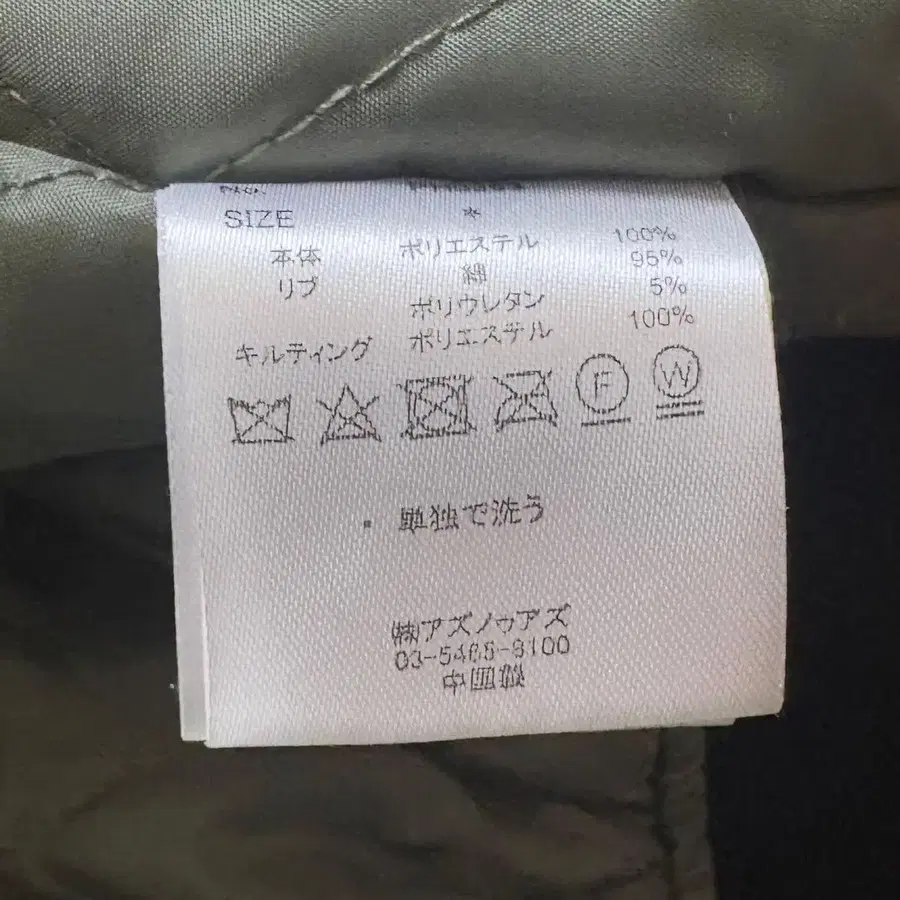 SIZE *
本体 ポリエステル 100%
リブ 綿 95%
ポリウレタン 5%
キルティング ポリエステル 100%
F W
・単独で洗う
㈱アズノゥアズ
03-5465-8100
中国製